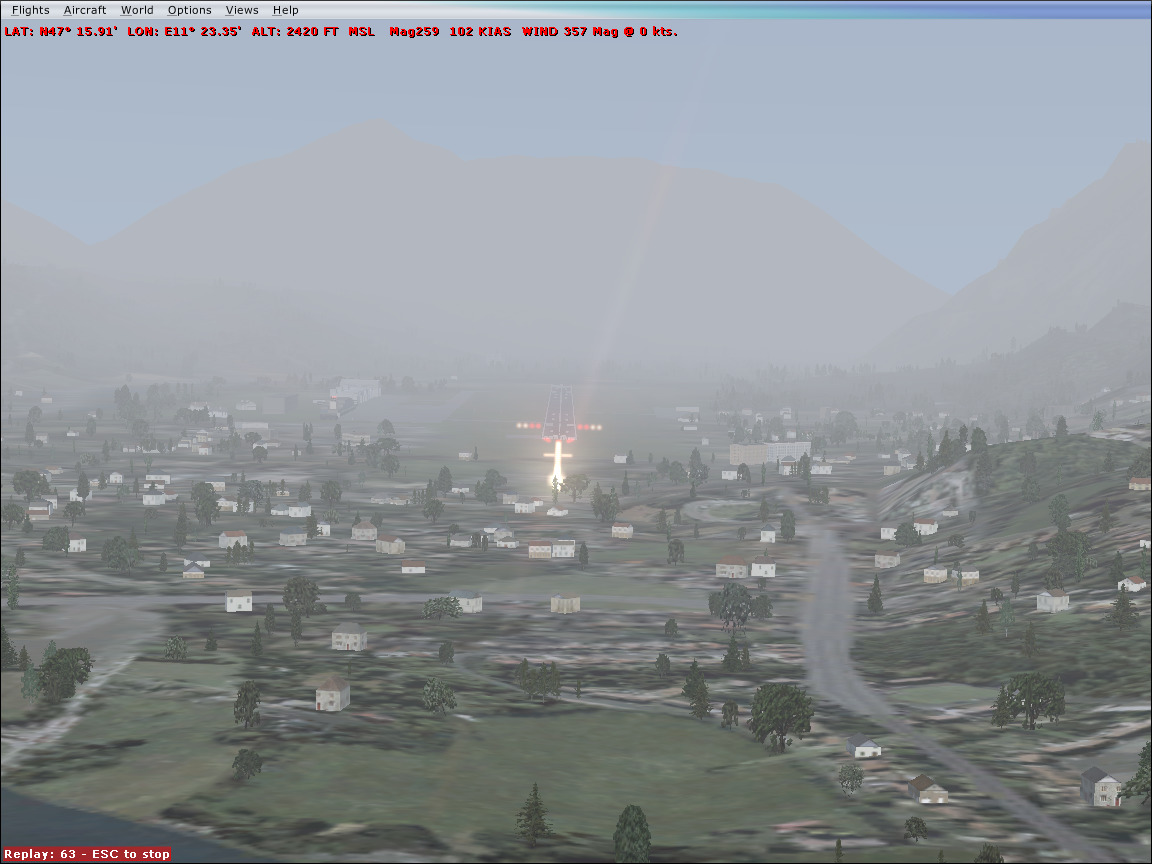 Flights Aircraft World Options Views Help
LAT: N47° 15.91' LON: E11° 23.35' ALT: 2420 FT MSL Mag259 102 KIAS WIND 357 Mag @ 0 kts.
Replay: 63 - ESC to stop